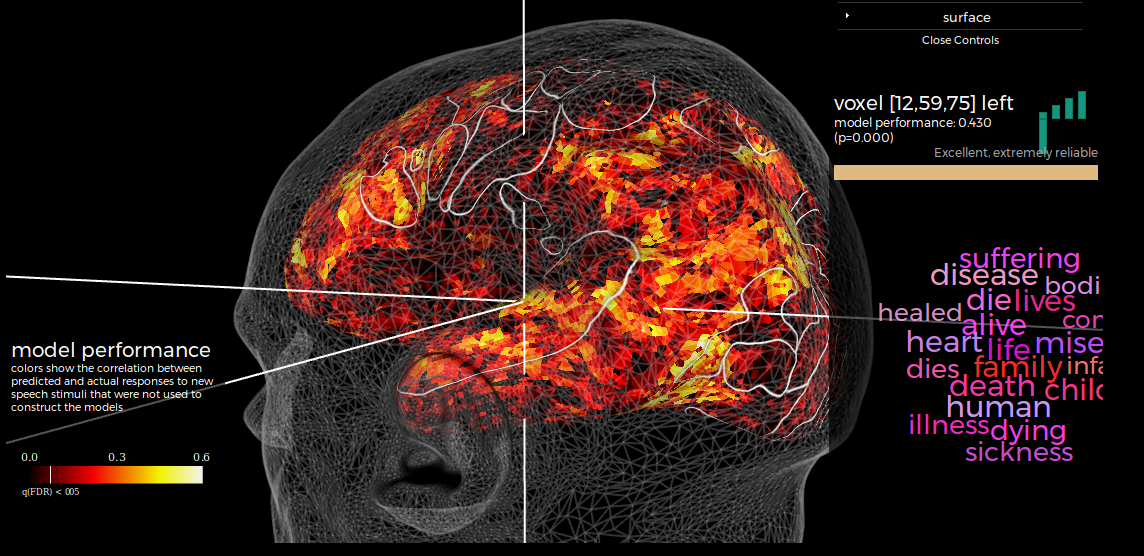 surface
Close Controls
voxel [12,59,75] left
model performance: 0.430
(p=0.000)
Excellent, extremely reliable
suffering
disease bodi
die lives
healed
alive cor
heart life mise
dies family infa
death child
human
illness dying
sickness
model performance
colors show the correlation between
predicted and actual responses to new
speech stimuli that were not used to
construct the models
0.0 0.3 0.6
q(FDR) < 005